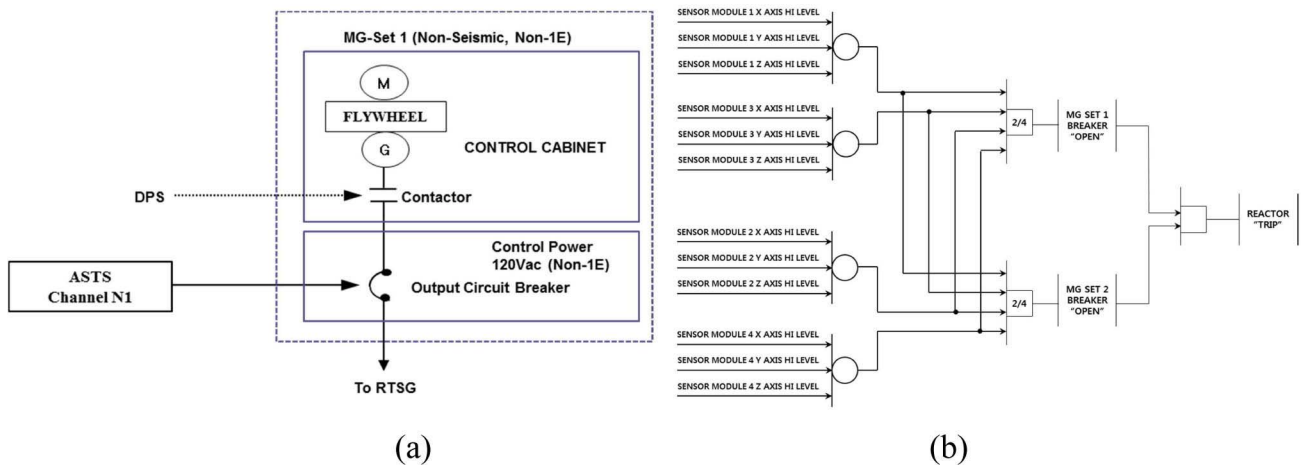 MG-Set 1 (Non-Seismic, Non-1E)
M
FLYWHEEL
G
CONTROL CABINET
DPS
Contactor
Control Power
120Vac (Non-1E)
ASTS
Channel N1
Output Circuit Breaker
To RTSG
(a)
SENSOR MODULE 1 X AXIS HI LEVEL
SENSOR MODULE 1 Y AXIS HI LEVEL
SENSOR MODULE 1 Z AXIS HI LEVEL
SENSOR MODULE 3 X AXIS HI LEVEL
SENSOR MODULE 3 Y AXIS HI LEVEL
SENSOR MODULE 3 Z AXIS HI LEVEL
SENSOR MODULE 2 X AXIS HI LEVEL
SENSOR MODULE 2 Y AXIS HI LEVEL
SENSOR MODULE 2 Z AXIS HI LEVEL
SENSOR MODULE 4 X AXIS HI LEVEL
SENSOR MODULE 4 Y AXIS HI LEVEL
SENSOR MODULE 4 Z AXIS HI LEVEL
2/4
MG SET 1
BREAKER
"OPEN"
2/4
MG SET 2
BREAKER
"OPEN"
REACTOR
"TRIP"
(b)